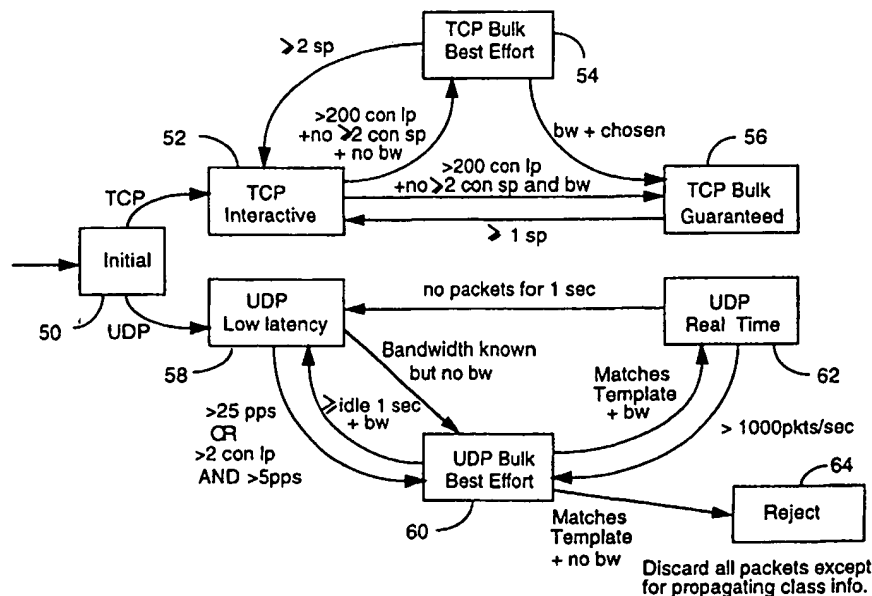 TCP Bulk
Best Effort
54
⩾2 sp
52
>200 con lp
+no ⩾2 con sp
+ no bw
bw + chosen
56
>200 con lp
+no⩾2 con sp and bw
TCP
TCP
Interactive
TCP Bulk
Guaranteed
⩾ 1 sp
Initial
50
UDP
UDP
Low latency
58
no packets for 1 sec
UDP
Real Time
62
Bandwidth known
but no bw
⩾idle 1 sec
+ bw
Matches
Template
+ bw
>25 pps
OR
>2 con lp
AND >5pps
> 1000pkts/sec
UDP Bulk
Best Effort
60
64
Reject
Matches
Template
+ no bw
Discard all packets except
for propagating class info.